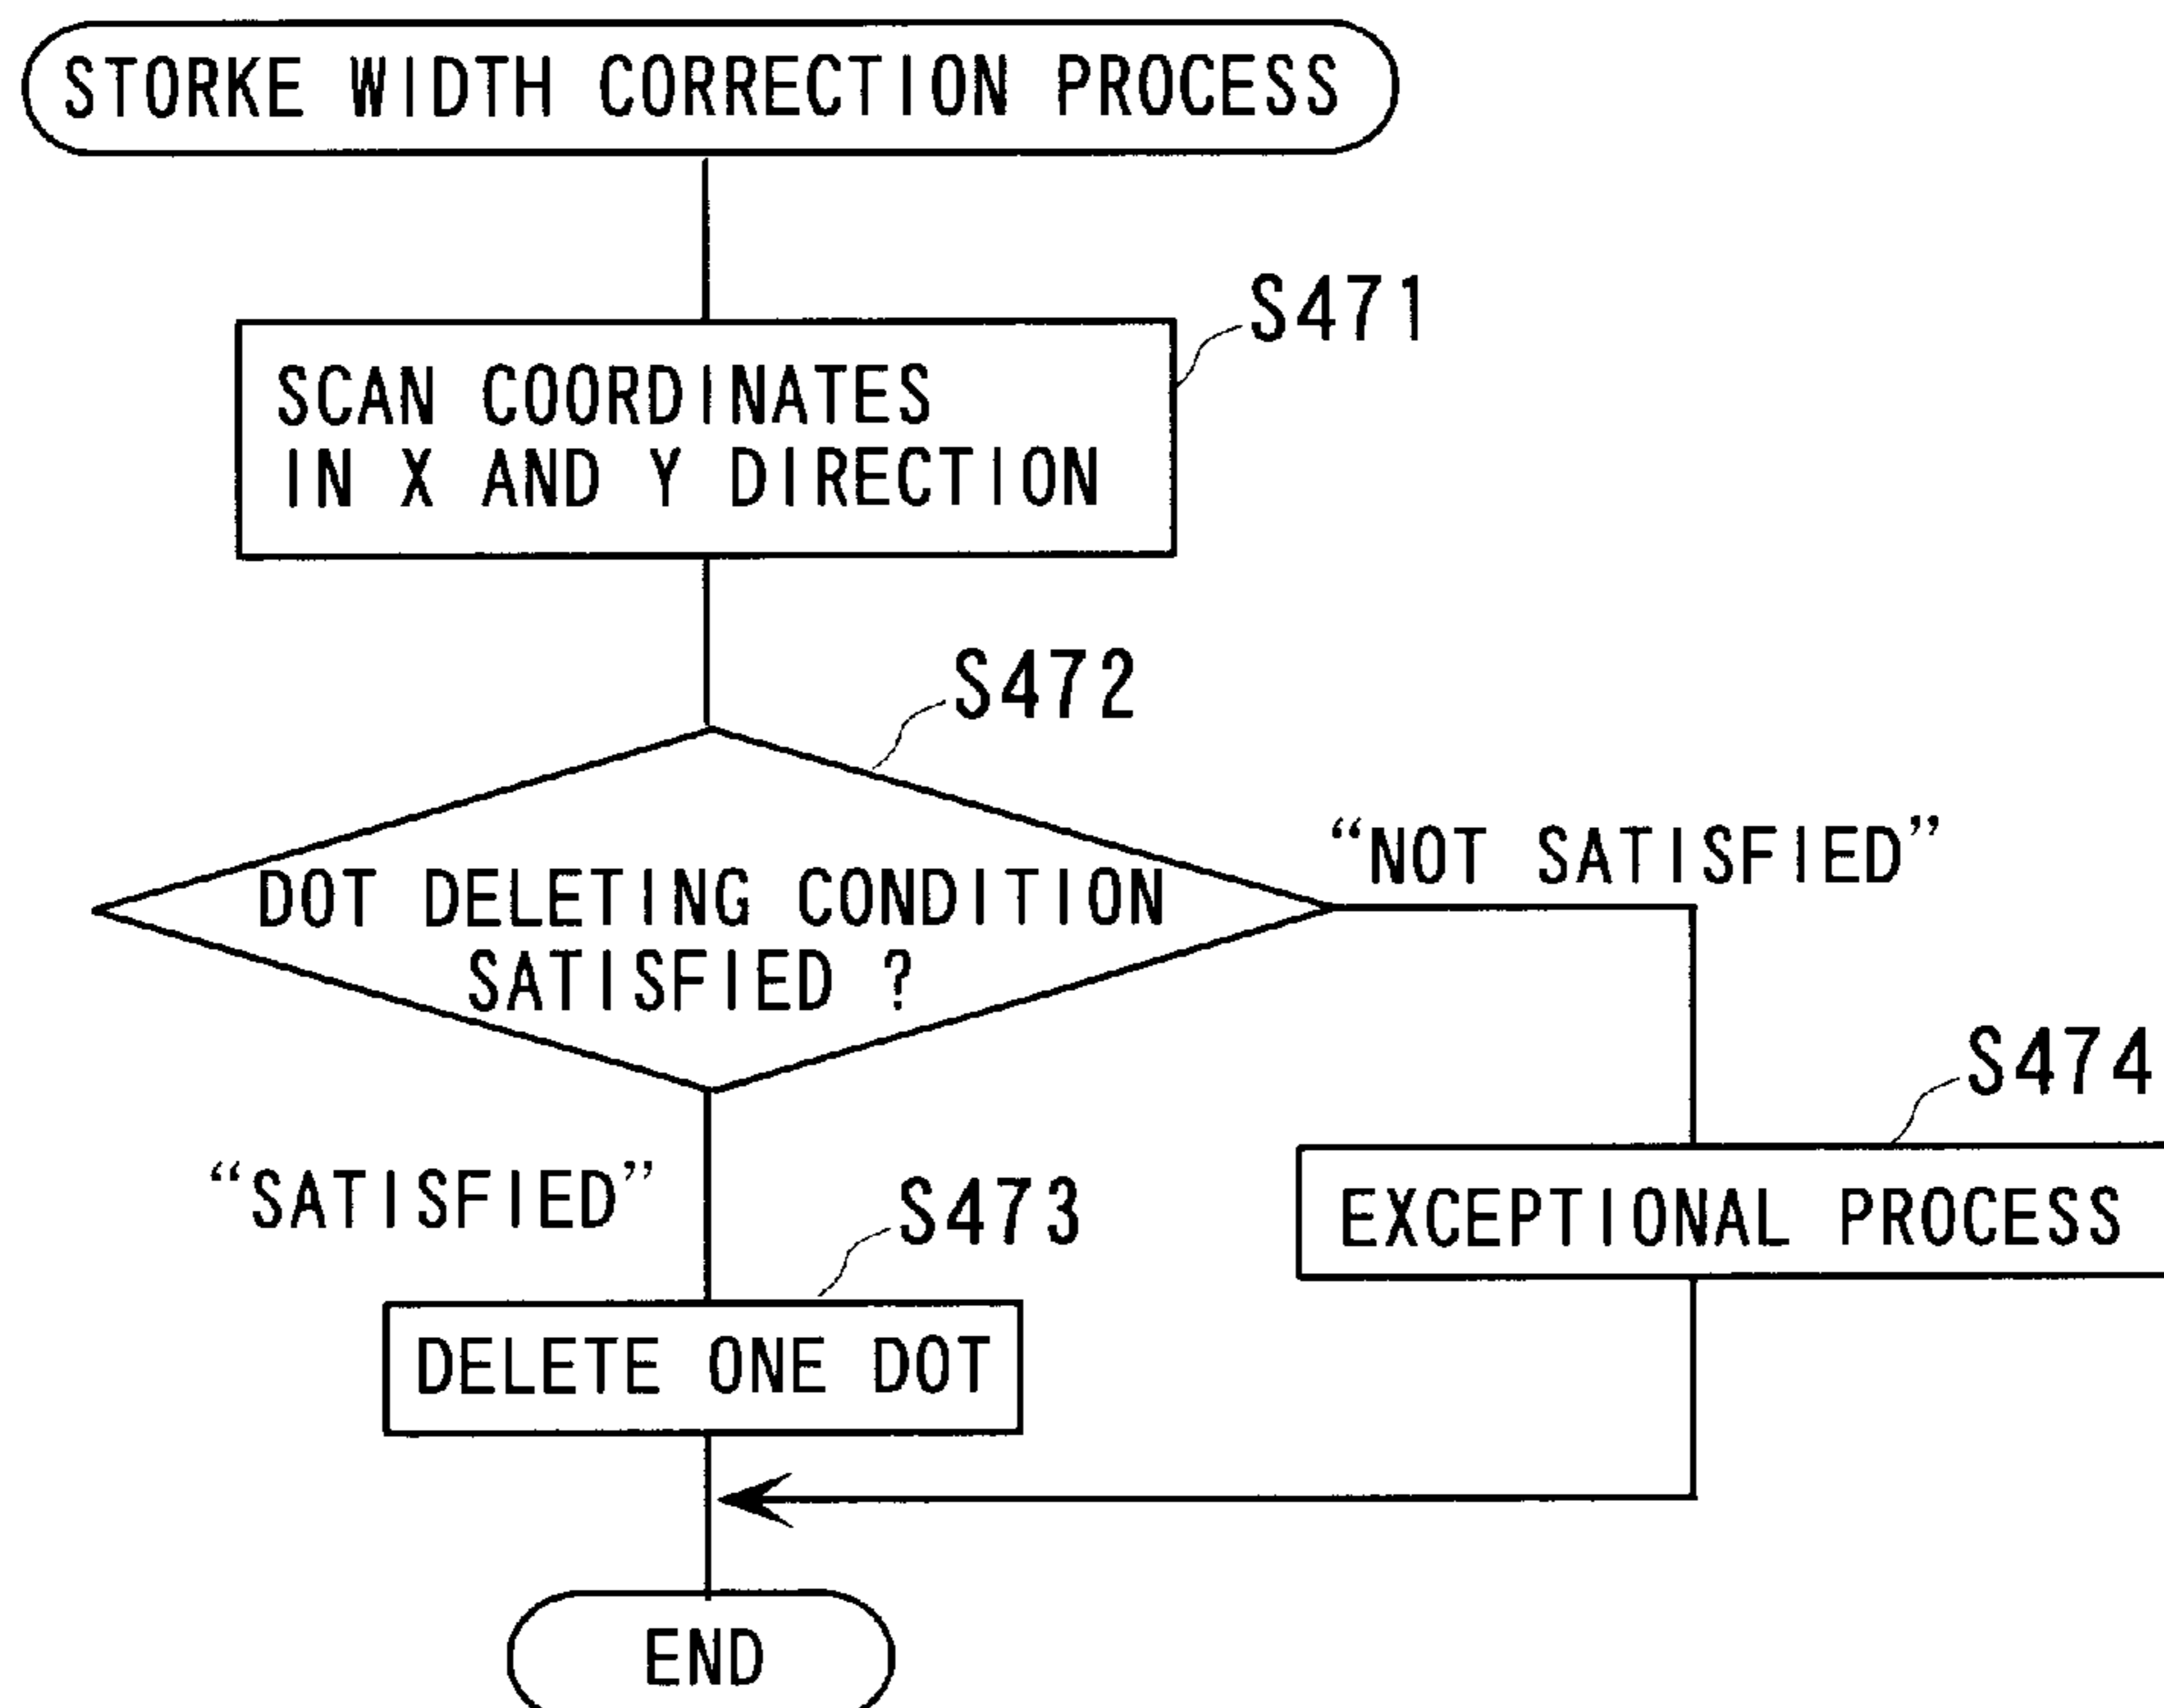 STORKE WIDTH CORRECTION PROCESS
S471
SCAN COORDINATES
IN X AND Y DIRECTION
S472
“NOT SATISFIED”
DOT DELETING CONDITION
SATISFIED ?
S474
“SATISFIED”
S473
EXCEPTIONAL PROCESS
DELETE ONE DOT
END